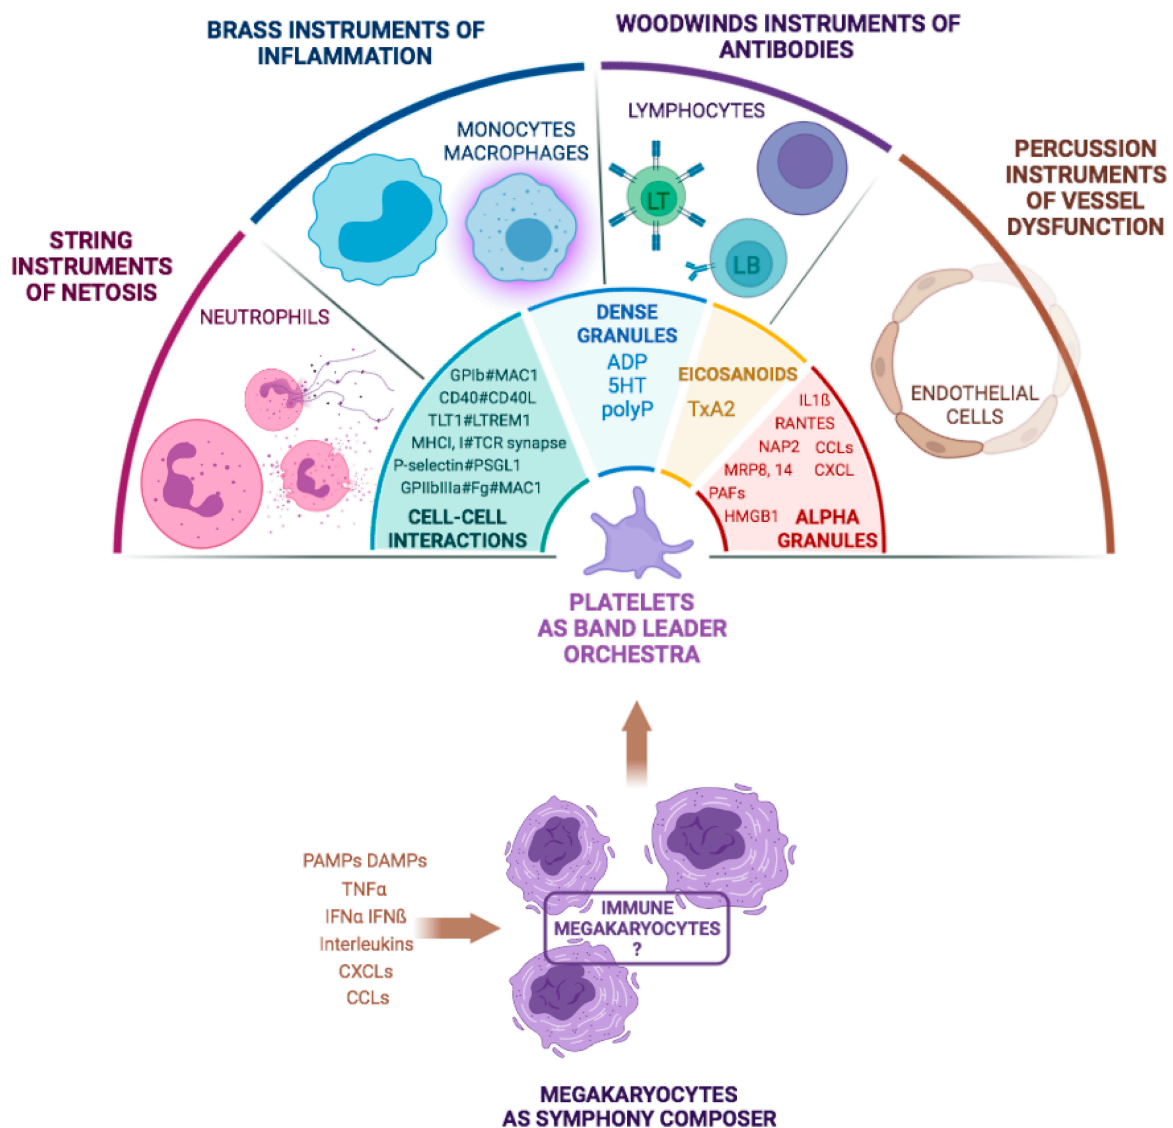 BRASS INSTRUMENTS OF
INFLAMMATION
WOODWINDS INSTRUMENTS OF
ANTIBODIES
PERCUSSION
INSTRUMENTS
OF VESSEL
DYSFUNCTION
STRING
INSTRUMENTS
OF NETOSIS
MONOCYTES
MACROPHAGES
LYMPHOCYTES
LT
LB
NEUTROPHILS
ENDOTHELIAL
CELLS
GPIb#MAC1
CD40#CD40L
TLT1#LTREM1
MHCI, I#TCR synapse
P-selectin#PSGL1
GPIIbIIIa#Fg#MAC1
CELL-CELL
INTERACTIONS
DENSE
GRANULES
ADP
5HT
polyP
EICOSANOIDS
TxA2
IL1ß
RANTES
NAP2 CCLs
MRP8, 14 CXCL
PAFs
HMGB1
ALPHA
GRANULES
PLATELETS
AS BAND LEADER
ORCHESTRA
PAMPs DAMPs
TNFα
IFNα IFNß
Interleukins
CXCLs
CCLs
IMMUNE
MEGAKARYOCYTES
?
MEGAKARYOCYTES
AS SYMPHONY COMPOSER